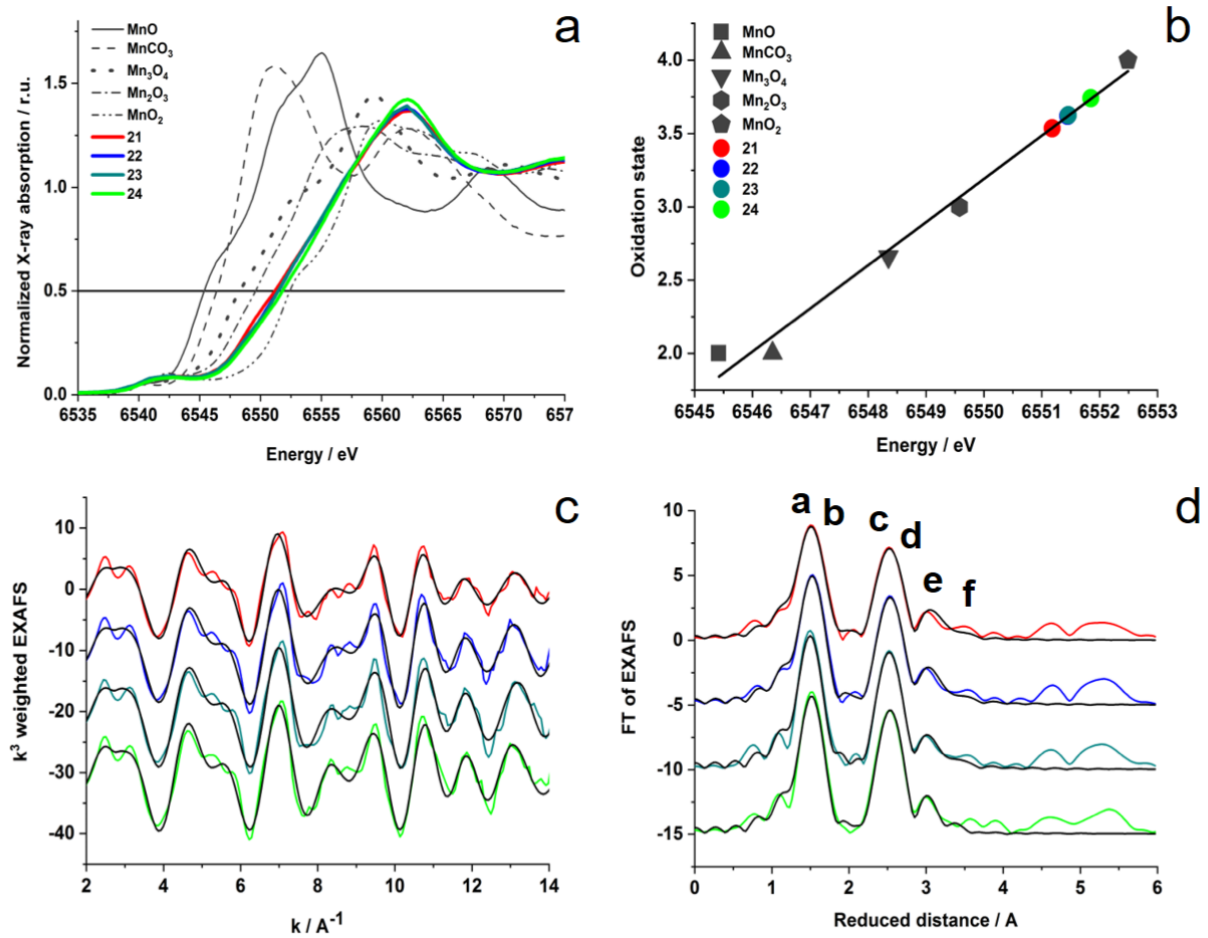 a
MnO
MnCO3
Mn3O4
Mn2O3
MnO2
21
22
23
24
Normalized X-ray absorption / r.u.
1.5
1.0
0.5
0.0
6535 6540 6545 6550 6555 6560 6565 6570 657
Energy / eV
b
MnO
MnCO3
Mn3O4
Mn2O3
MnO2
21
22
23
24
Oxidation state
4.0
3.5
3.0
2.5
2.0
6545 6546 6547 6548 6549 6550 6551 6552 6553
Energy / eV
c
k3 weighted EXAFS
10
0
-10
-20
-30
-40
2 4 6 8 10 12 14
k / A-1
d
a b c d e f
FT of EXAFS
10
5
0
-5
-10
-15
0 1 2 3 4 5 6
Reduced distance / A